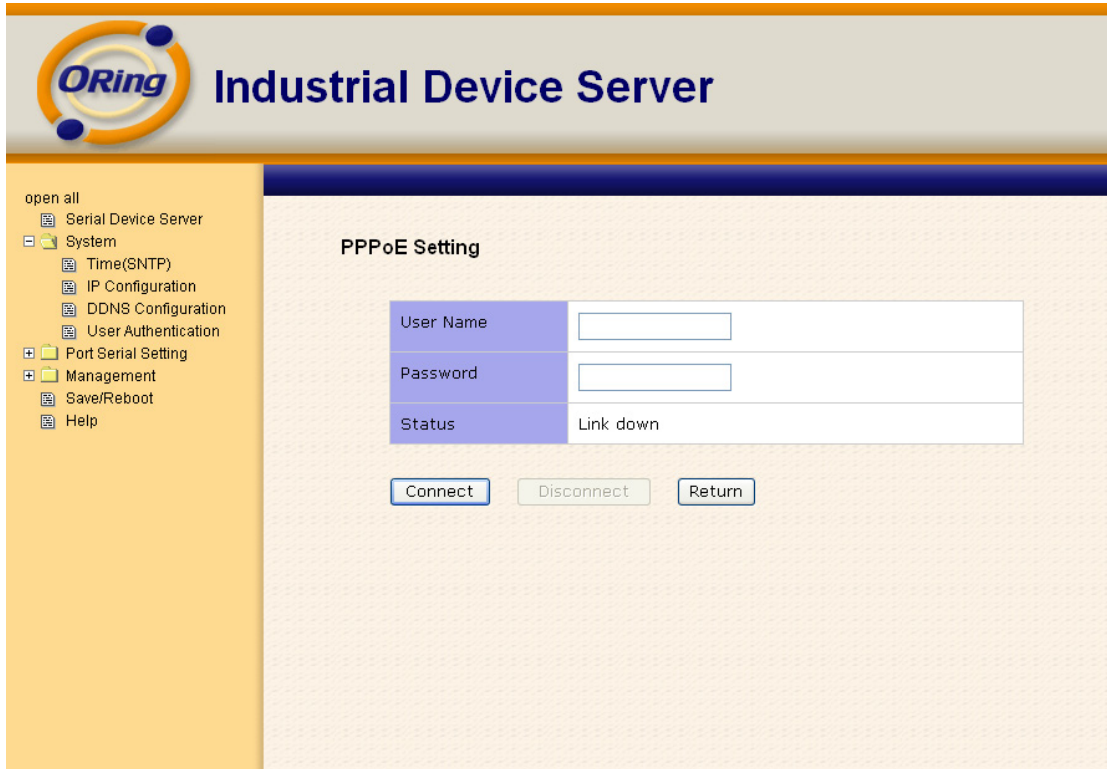 ORing
Industrial Device Server
open all
Serial Device Server
System
Time(SNTP)
IP Configuration
DDNS Configuration
User Authentication
Port Serial Setting
Management
Save/Reboot
Help
PPPoE Setting
User Name
Password
Status Link down
Connect Disconnect Return